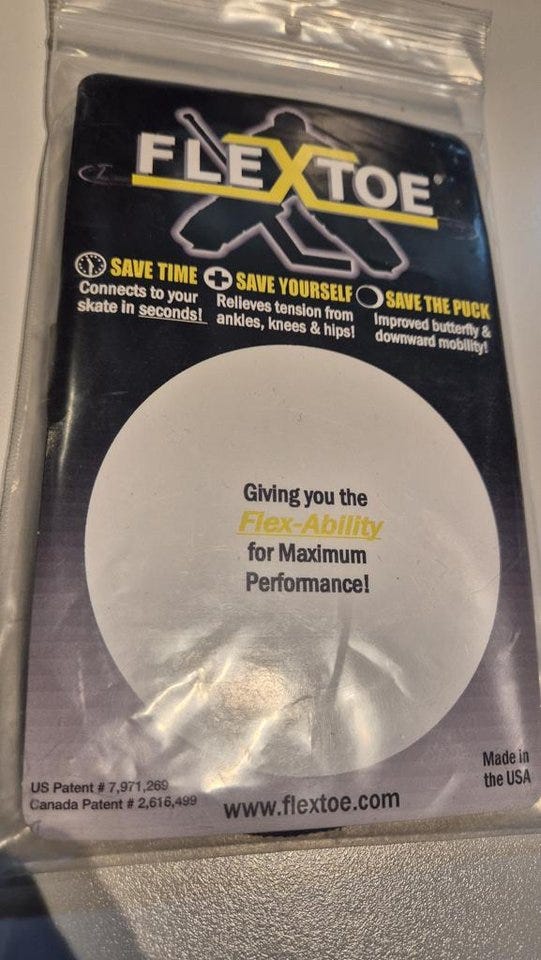 FLEXTOE®
SAVE TIME
Connects to your
skate in seconds!
SAVE YOURSELF
Relieves tension from
ankles, knees & hips!
SAVE THE PUCK
Improved butterfly &
downward mobility!
Giving you the
Flex-Ability
for Maximum
Performance!
US Patent # 7,971,269
Canada Patent # 2,616,499
www.flextoe.com
Made in
the USA